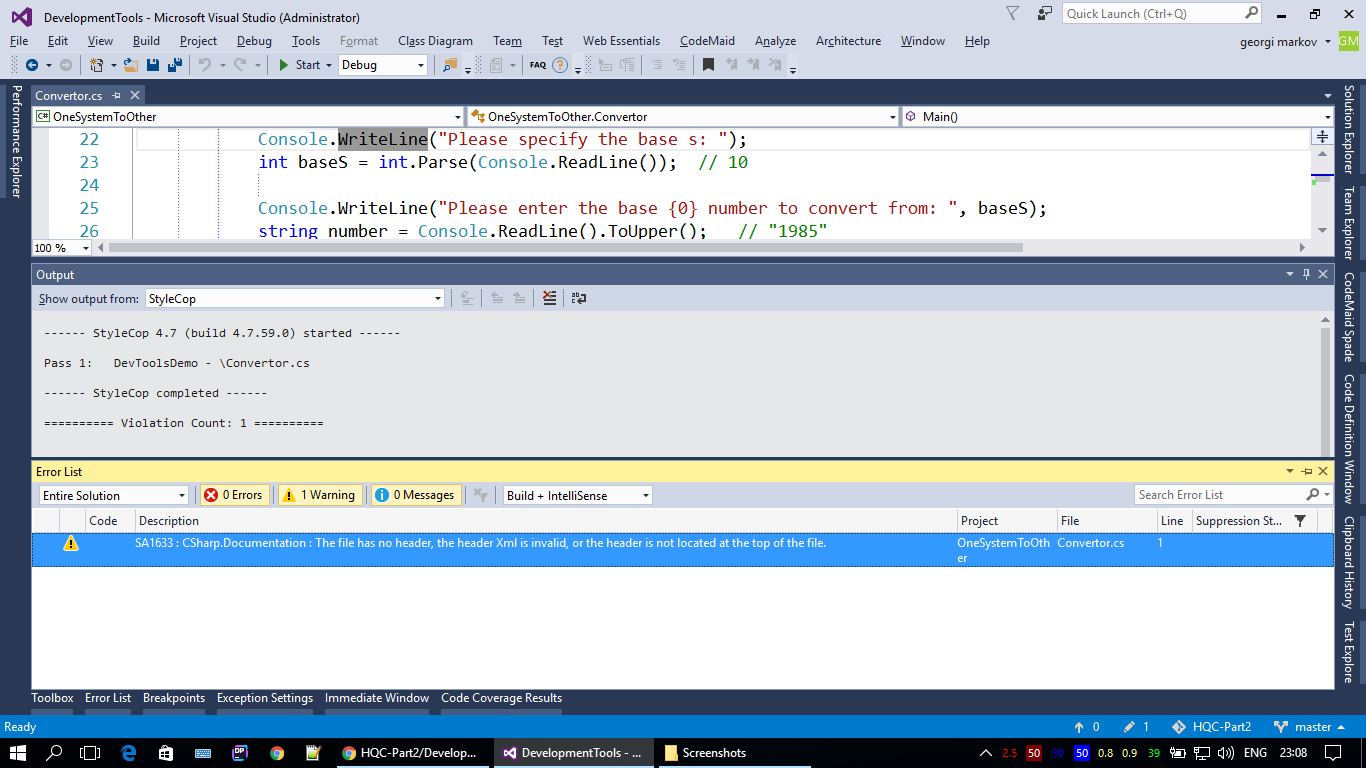 DevelopmentTools - Microsoft Visual Studio (Administrator)
Quick Launch (Ctrl+Q)
File Edit View Build Project Debug Tools Format Class Diagram Team Test Web Essentials CodeMaid Analyze Architecture Window Help
georgi markov GM
Start Debug FAQ
Performance Explorer
Convertor.cs
C# OneSystemToOther OneSystemToOther.Convertor Main()
22 Console.WriteLine("Please specify the base s: ");
23 int baseS = int.Parse(Console.ReadLine()); // 10
24
25 Console.WriteLine("Please enter the base {0} number to convert from: ", baseS);
26 string number = Console.ReadLine().ToUpper(); // "1985"
100 %
Output
Show output from: StyleCop
------ StyleCop 4.7 (build 4.7.59.0) started ------
Pass 1: DevToolsDemo - \Convertor.cs
------ StyleCop completed ------
========== Violation Count: 1 ==========
Error List
Entire Solution 0 Errors 1 Warning 0 Messages Build + IntelliSense Search Error List
Code Description Project File Line Suppression St...
SA1633 : CSharp.Documentation : The file has no header, the header Xml is invalid, or the header is not located at the top of the file. OneSystemToOth Convertor.cs 1
er
Solution Explorer
Team Explorer
CodeMaid Spade
Code Definition Window
Clipboard History
Test Explore
Toolbox Error List Breakpoints Exception Settings Immediate Window Code Coverage Results
Ready 0 1 HQC-Part2 master
DP HQC-Part2/Develop... DevelopmentTools - ... Screenshots 2.5 50 30 50 0.8 0.9 39 ENG 23:08